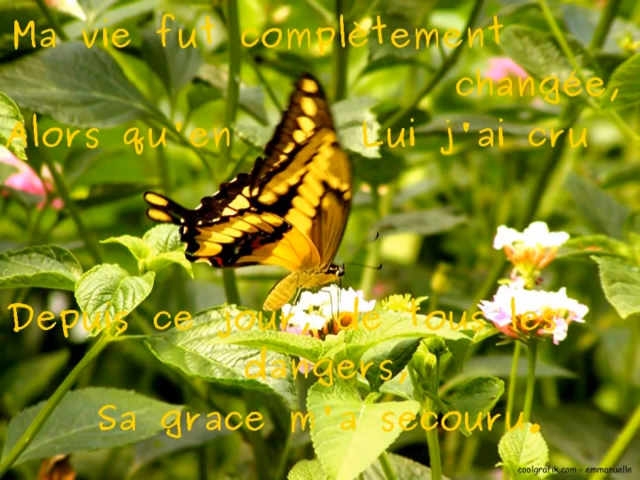 Ma vie fut complètement
changée,
Alors qu'en Lui j'ai cru
Depuis ce jour, de tous les
dangers,
Sa grace m'a secouru.
coolgrafik.com - emmanuelle